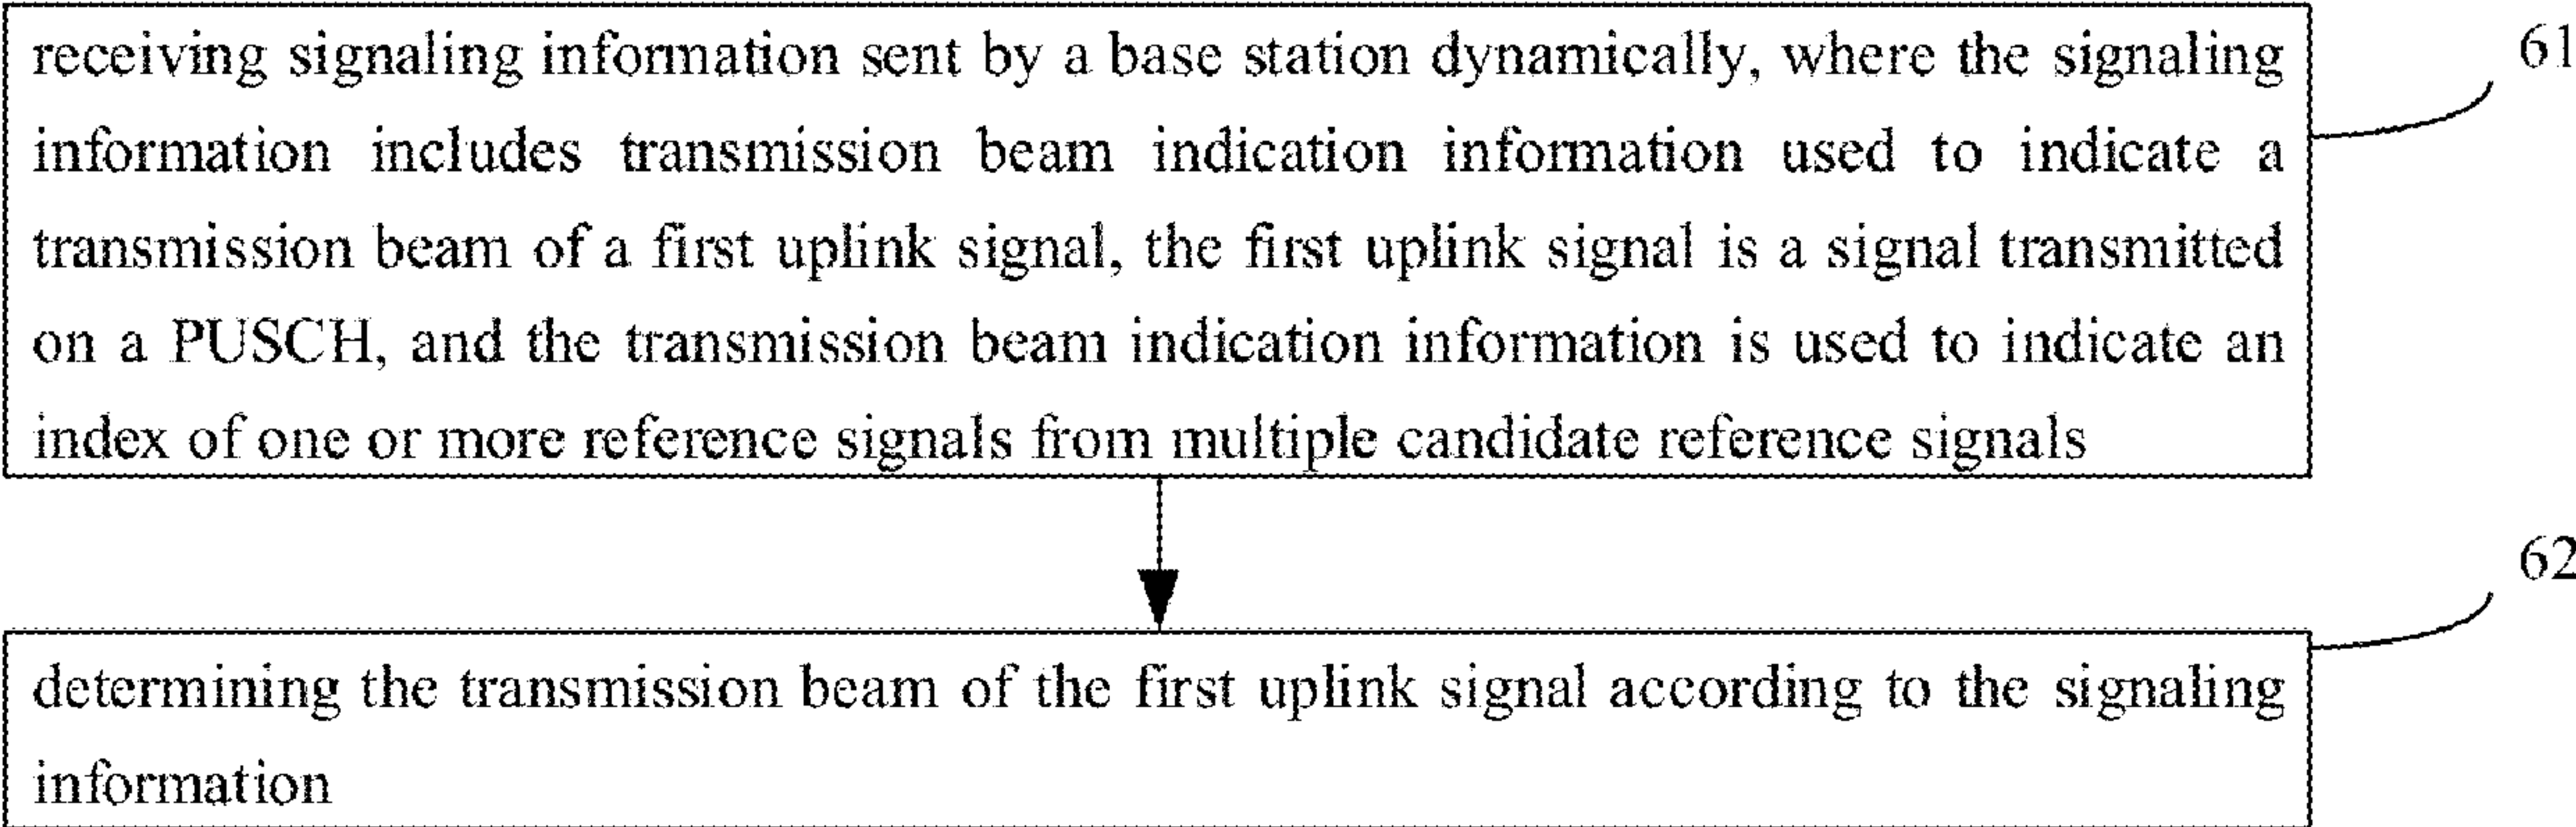 receiving signaling information sent by a base station dynamically, where the signaling
61
information includes transmission beam indication information used to indicate a
transmission beam of a first uplink signal, the first uplink signal is a signal transmitted
on a PUSCH, and the transmission beam indication information is used to indicate an
index of one or more reference signals from multiple candidate reference signals
62
determining the transmission beam of the first uplink signal according to the signaling
information